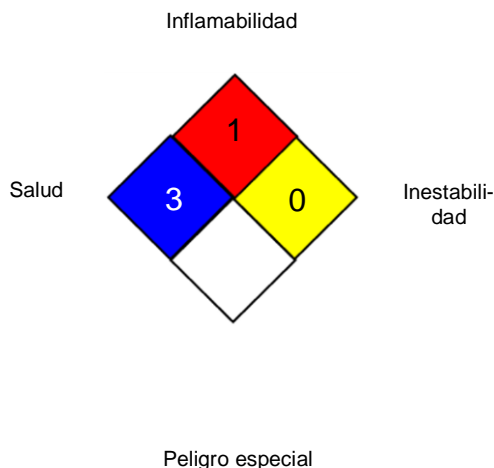 Inflamabilidad
1
Salud
3
0
Inestabili-
dad
Peligro especial